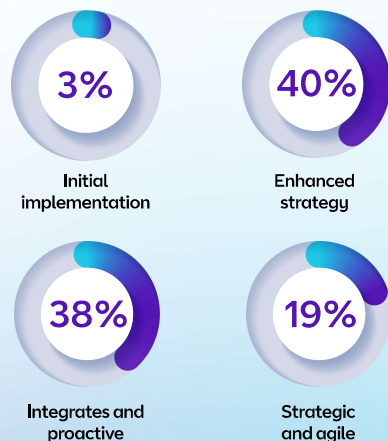 3%
Initial
implementation
40%
Enhanced
strategy
38%
Integrates and
proactive
19%
Strategic
and agile